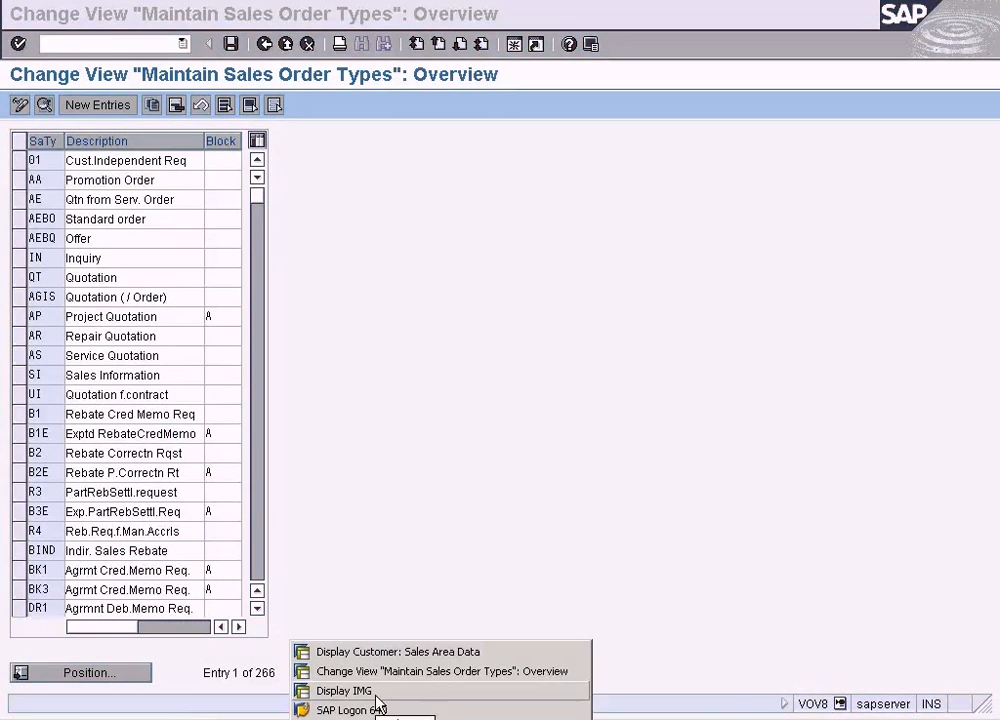 Change View "Maintain Sales Order Types": Overview
SAP
Change View "Maintain Sales Order Types": Overview
New Entries
SaTy Description Block
01 Cust.Independent Req
AA Promotion Order
AE Qtn from Serv. Order
AEBO Standard order
AEBQ Offer
IN Inquiry
QT Quotation
AGIS Quotation ( / Order)
AP Project Quotation A
AR Repair Quotation
AS Service Quotation
SI Sales Information
UI Quotation f.contract
B1 Rebate Cred Memo Req
B1E Exptd RebateCredMemo A
B2 Rebate Correctn Rqst
B2E Rebate P.Correctn Rt A
R3 PartRebSettl.request
B3E Exp.PartRebSettl.Req A
R4 Reb.Req.f.Man.Accrls
BIND Indir. Sales Rebate
BK1 Agrmt Cred.Memo Req. A
BK3 Agrmt Cred.Memo Req. A
DR1 Agrmnt Deb.Memo Req.
Position... Entry 1 of 266
Display Customer: Sales Area Data
Change View "Maintain Sales Order Types": Overview
Display IMG
SAP Logon
VOV8 sapserver INS